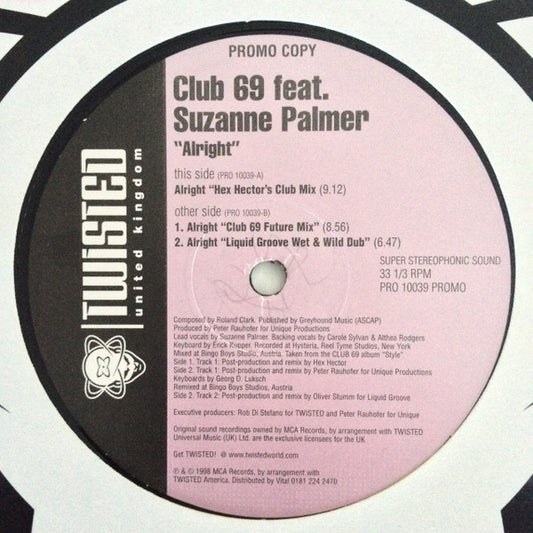 PROMO COPY
Club 69 feat.
Suzanne Palmer
"Alright"
this side (PRO 10039-A)
Alright "Hex Hector's Club Mix (9.12)
other side (PRO 10039-B)
1. Alright "Club 69 Future Mix" (8.56)
2. Alright "Liquid Groove Wet & Wild Dub" (6.47)
SUPER STEREOPHONIC SOUND
33 1/3 RPM
PRO 10039 PROMO
TWiSTED
united kingdom
Composed by Roland Clark. Published by Greyhound Music (ASCAP)
Produced by Peter Rauhofer for Unique Productions
Lead vocals by Suzanne Palmer. Backing vocals by Carole Sylvan & Althea Rodgers
Keyboard by Erick Kupper. Recorded at Hysteria, Reel Tyme Studios, New York
Mixed at Bingo Boys Studio, Austria. Taken from the CLUB 69 album "Style"
Side 1. Track 1: Post-production and remix by Hex Hector
Side 2. Track 1: Post-production and remix by Peter Rauhofer for Unique Productions
Keyboards by Georg O. Luksch
Remixed at Bingo Boys Studios, Austria
Side 2. Track 2: Post-production and remix by Oliver Stumm for Liquid Groove
Executive producers: Rob Di Stefano for TWISTED and Peter Rauhofer for Unique
Original sound recordings owned by MCA Records, by arrangement with TWISTED
Universal Music (UK) Ltd. are the exclusive licensees for the UK
Get TWISTED! @ www.twistedworld.com
℗ & © 1998 MCA Records, by arrangement with
TWISTED America. Distributed by Vital 0181 224 2470